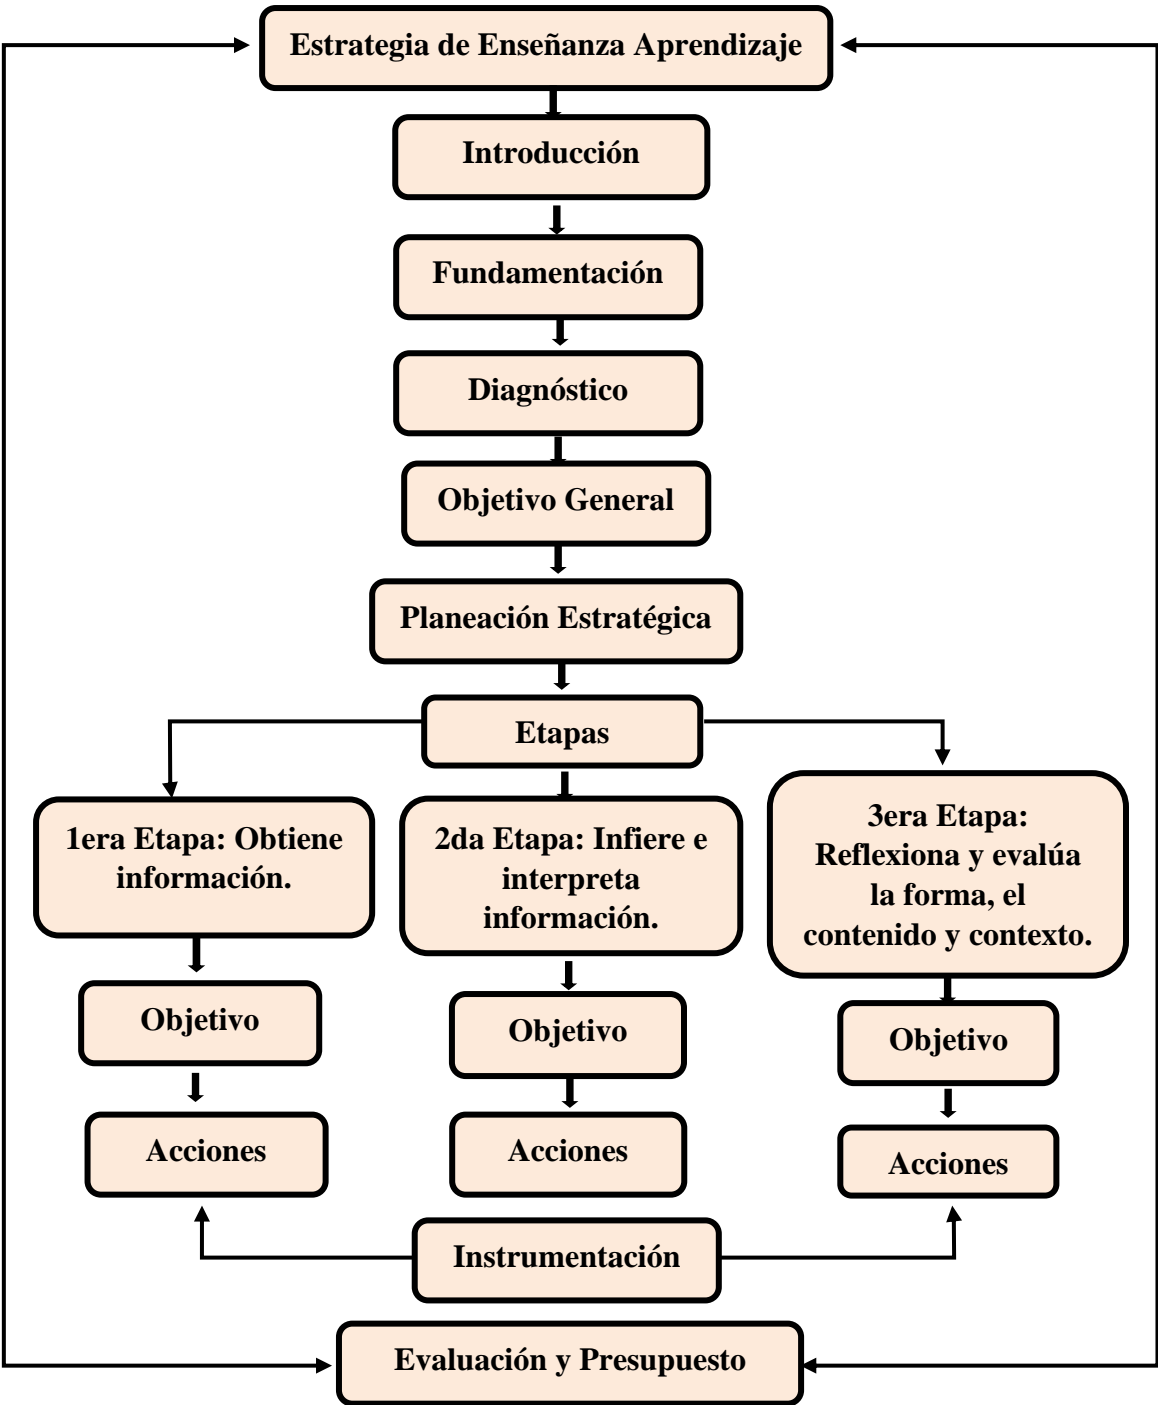 Estrategia de Enseñanza Aprendizaje
Introducción
Fundamentación
Diagnóstico
Objetivo General
Planeación Estratégica
Etapas
1era Etapa: Obtiene
información.
2da Etapa: Infiere e
interpreta
información.
3era Etapa:
Reflexiona y evalúa
la forma, el
contenido y contexto.
Objetivo
Objetivo
Objetivo
Acciones
Acciones
Acciones
Instrumentación
Evaluación y Presupuesto